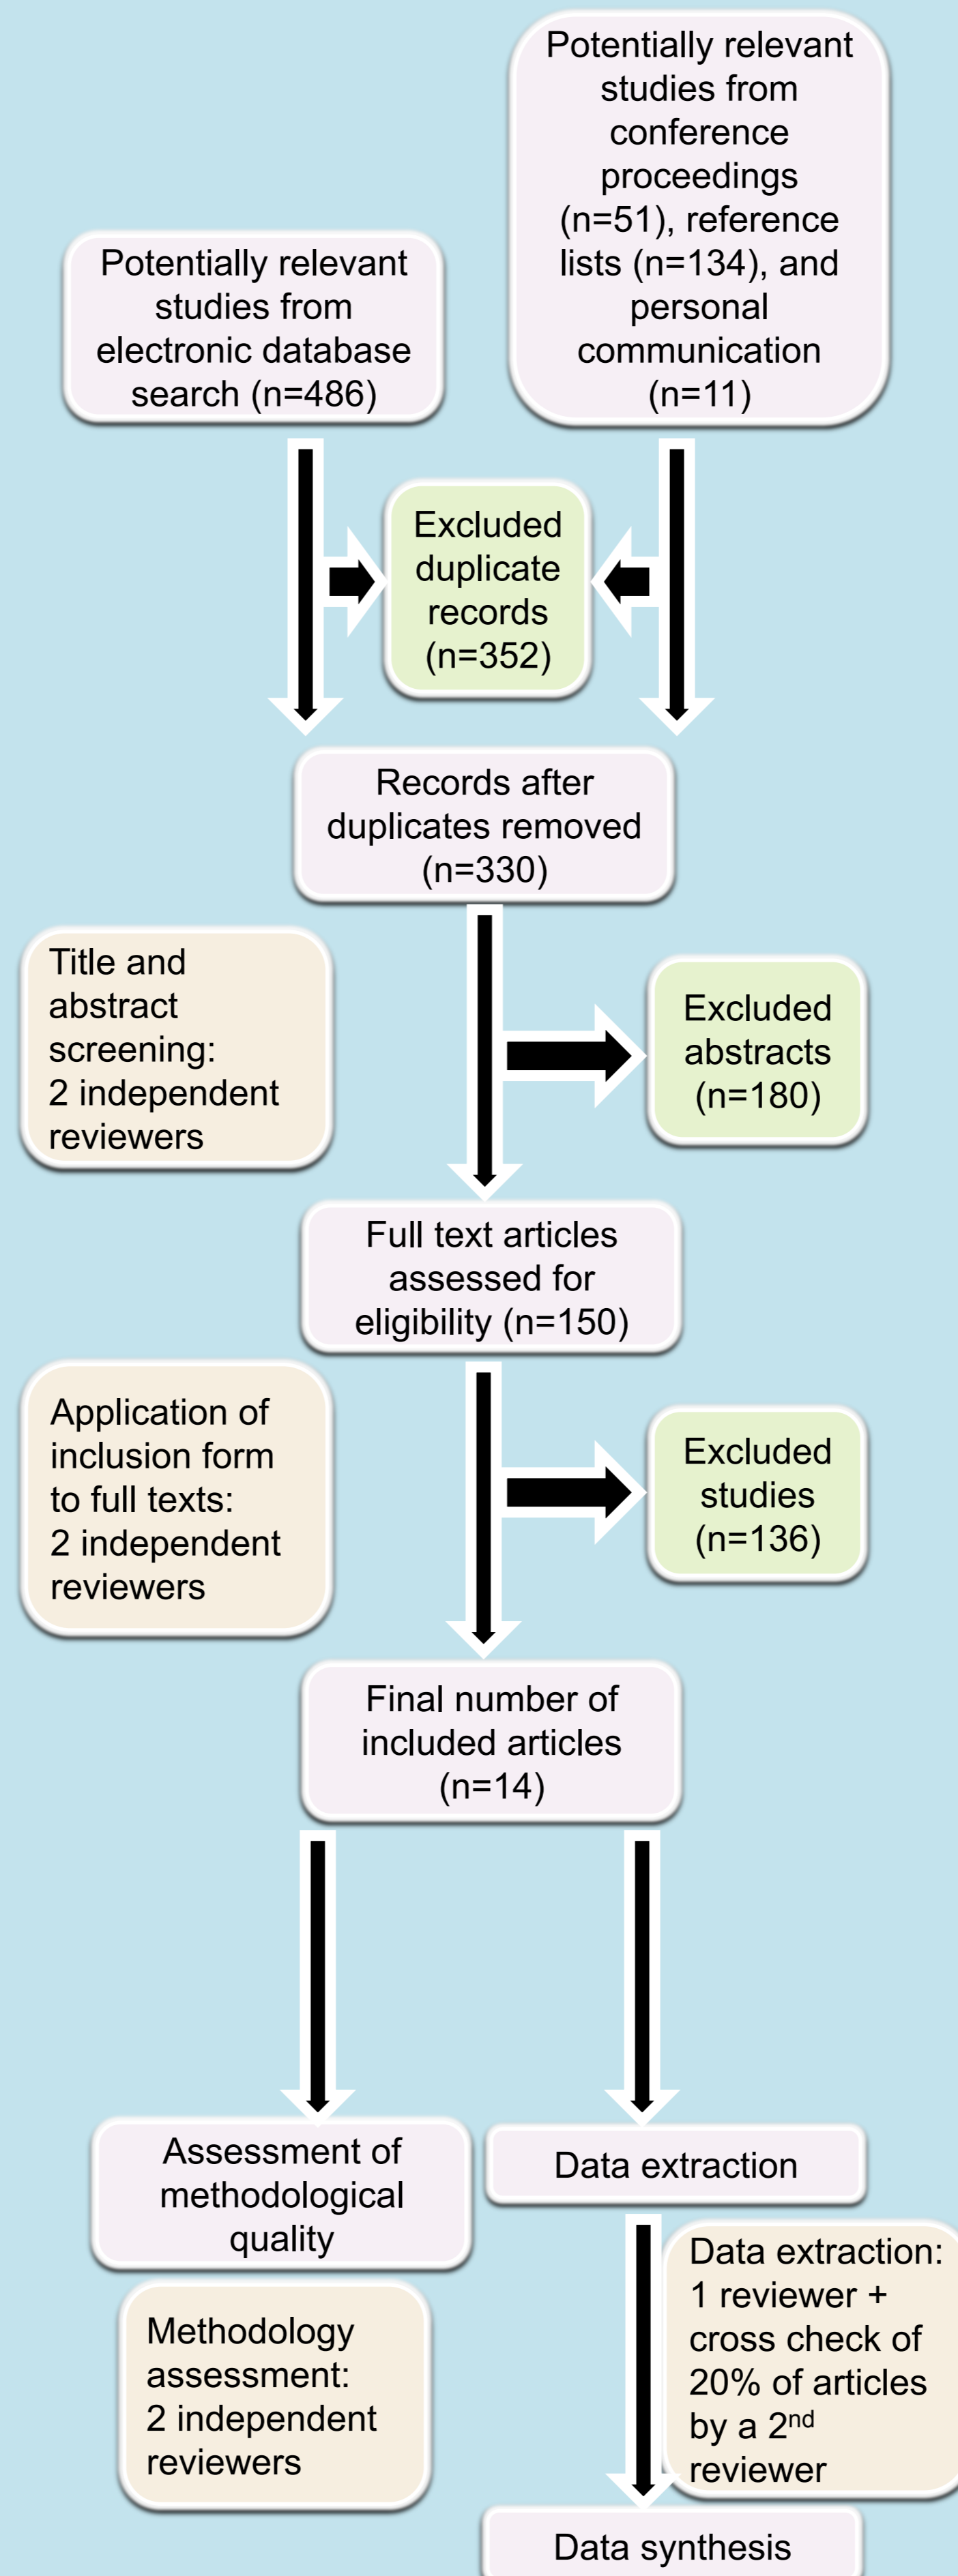 Potentially relevant
studies from
conference
proceedings
(n=51), reference
lists (n=134), and
personal
communication
(n=11)
Potentially relevant
studies from
electronic database
search (n=486)
Excluded
duplicate
records
(n=352)
Records after
duplicates removed
(n=330)
Title and
abstract
screening:
2 independent
reviewers
Excluded
abstracts
(n=180)
Full text articles
assessed for
eligibility (n=150)
Application of
inclusion form
to full texts:
2 independent
reviewers
Excluded
studies
(n=136)
Final number of
included articles
(n=14)
Assessment of
methodological
quality
Data extraction
Methodology
assessment:
2 independent
reviewers
Data extraction:
1 reviewer +
cross check of
20% of articles
by a 2nd
reviewer
Data synthesis